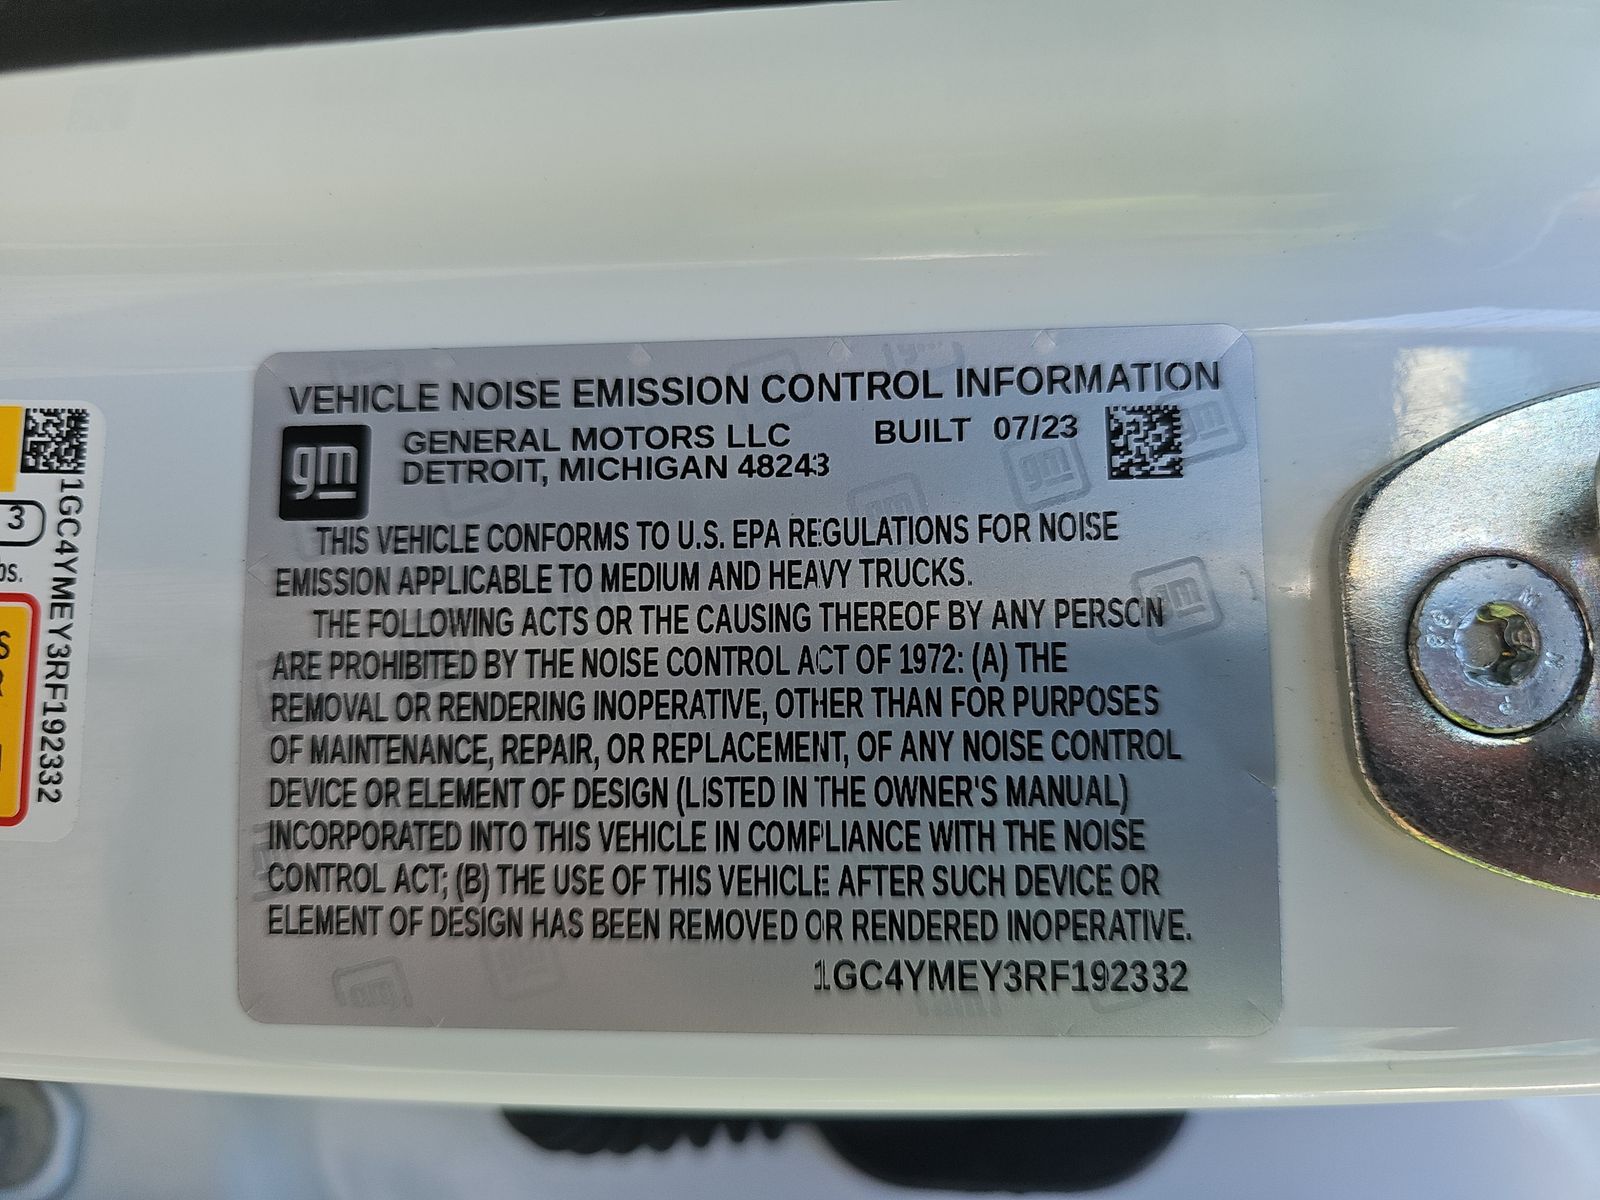 VEHICLE NOISE EMISSION CONTROL INFORMATION
gm
GENERAL MOTORS LLC
BUILT 07/23
DETROIT, MICHIGAN 48243
THIS VEHICLE CONFORMS TO U.S. EPA REGULATIONS FOR NOISE
EMISSION APPLICABLE TO MEDIUM AND HEAVY TRUCKS.
THE FOLLOWING ACTS OR THE CAUSING THEREOF BY ANY PERSON
ARE PROHIBITED BY THE NOISE CONTROL ACT OF 1972: (A) THE
REMOVAL OR RENDERING INOPERATIVE, OTHER THAN FOR PURPOSES
OF MAINTENANCE, REPAIR, OR REPLACEMENT, OF ANY NOISE CONTROL
DEVICE OR ELEMENT OF DESIGN (LISTED IN THE OWNER'S MANUAL)
INCORPORATED INTO THIS VEHICLE IN COMPLIANCE WITH THE NOISE
CONTROL ACT; (B) THE USE OF THIS VEHICLE AFTER SUCH DEVICE OR
ELEMENT OF DESIGN HAS BEEN REMOVED OR RENDERED INOPERATIVE.
1GC4YMEY3RF192332
1GC4YMEY3RF192332
3